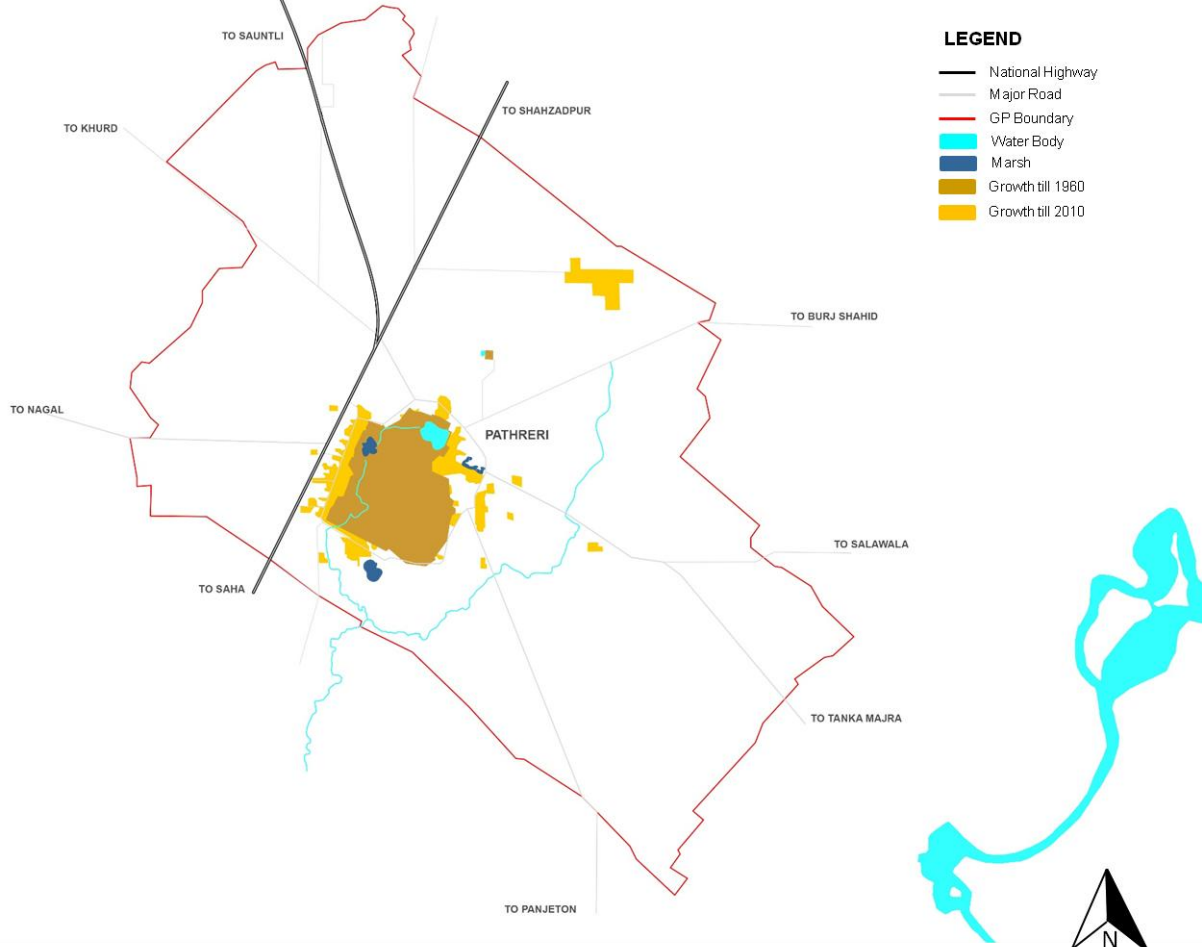 TO SAUNTLI
LEGEND
National Highway
Major Road
GP Boundary
Water Body
Marsh
Growth till 1960
Growth till 2010
TO SHAHZADPUR
TO KHURD
TO BURJ SHAHID
TO NAGAL
PATHRERI
TO SALAWALA
TO SAHA
TO TANKA MAJRA
TO PANJETON
N